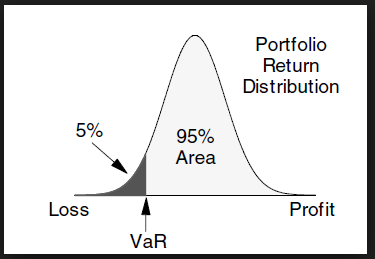 Portfolio
Return
Distribution
5%
95%
Area
Loss
Profit
VaR